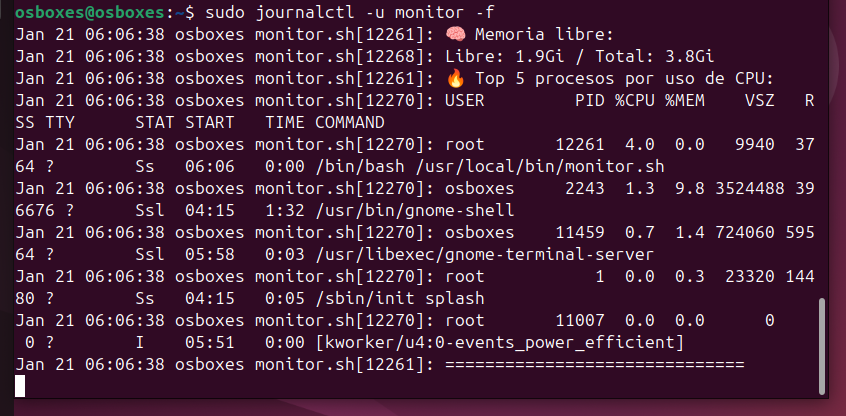 osboxes@osboxes:~$ sudo journalctl -u monitor -f
Jan 21 06:06:38 osboxes monitor.sh[12261]: 🧠 Memoria libre:
Jan 21 06:06:38 osboxes monitor.sh[12268]: Libre: 1.9Gi / Total: 3.8Gi
Jan 21 06:06:38 osboxes monitor.sh[12261]: 🔥 Top 5 procesos por uso de CPU:
Jan 21 06:06:38 osboxes monitor.sh[12270]: USER         PID %CPU %MEM    VSZ   R
SS TTY      STAT START   TIME COMMAND
Jan 21 06:06:38 osboxes monitor.sh[12270]: root       12261  4.0  0.0   9940  37
64 ?        Ss   06:06   0:00 /bin/bash /usr/local/bin/monitor.sh
Jan 21 06:06:38 osboxes monitor.sh[12270]: osboxes     2243  1.3  9.8 3524488 39
6676 ?      Ssl  04:15   1:32 /usr/bin/gnome-shell
Jan 21 06:06:38 osboxes monitor.sh[12270]: osboxes    11459  0.7  1.4 724060 595
64 ?        Ssl  05:58   0:03 /usr/libexec/gnome-terminal-server
Jan 21 06:06:38 osboxes monitor.sh[12270]: root           1  0.0  0.3  23320 144
80 ?        Ss   04:15   0:05 /sbin/init splash
Jan 21 06:06:38 osboxes monitor.sh[12270]: root       11007  0.0  0.0      0
 0 ?        I    05:51   0:00 [kworker/u4:0-events_power_efficient]
Jan 21 06:06:38 osboxes monitor.sh[12261]: ==============================